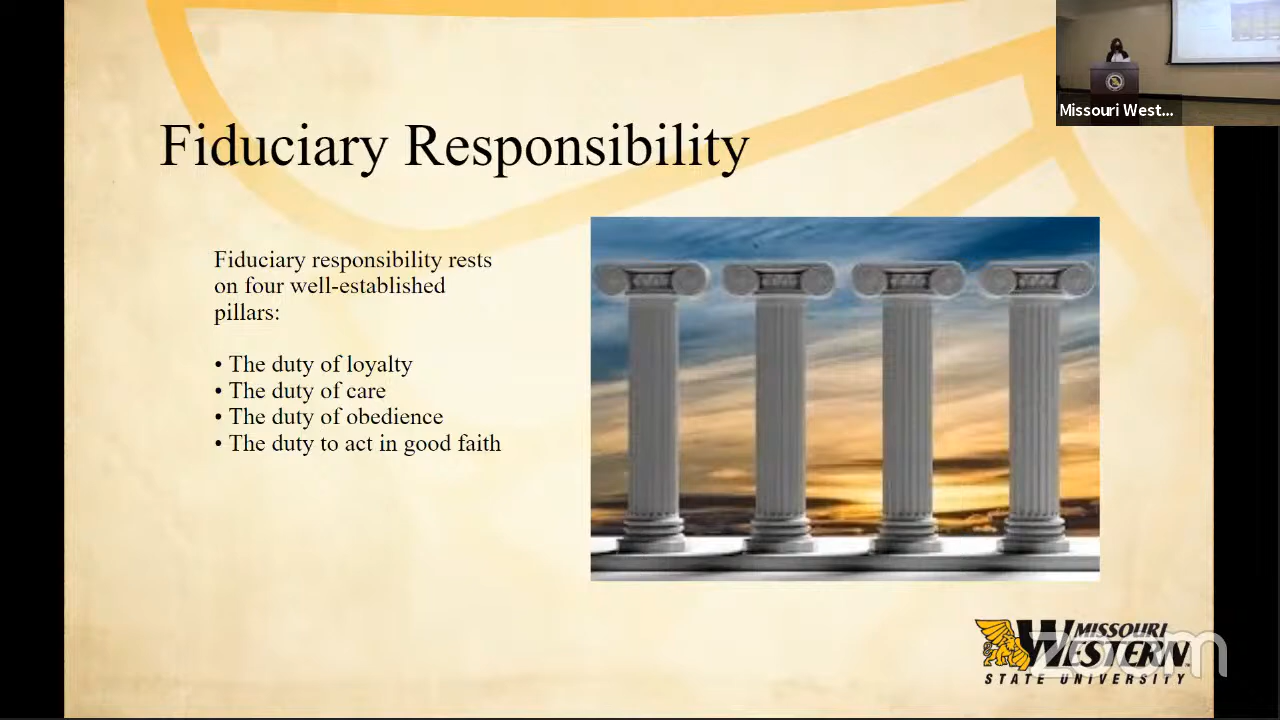 Missouri West...
Fiduciary Responsibility
Fiduciary responsibility rests
on four well-established
pillars:
• The duty of loyalty
• The duty of care
• The duty of obedience
• The duty to act in good faith
MISSOURI
WESTERN
STATE UNIVERSITY
zoom